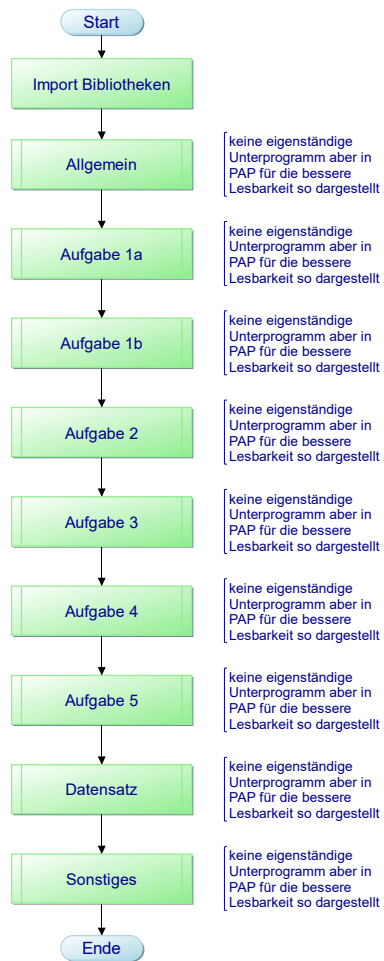 Start
Import Bibliotheken
Allgemein
keine eigenständige
Unterprogramm aber in
PAP für die bessere
Lesbarkeit so dargestellt
Aufgabe 1a
keine eigenständige
Unterprogramm aber in
PAP für die bessere
Lesbarkeit so dargestellt
Aufgabe 1b
keine eigenständige
Unterprogramm aber in
PAP für die bessere
Lesbarkeit so dargestellt
Aufgabe 2
keine eigenständige
Unterprogramm aber in
PAP für die bessere
Lesbarkeit so dargestellt
Aufgabe 3
keine eigenständige
Unterprogramm aber in
PAP für die bessere
Lesbarkeit so dargestellt
Aufgabe 4
keine eigenständige
Unterprogramm aber in
PAP für die bessere
Lesbarkeit so dargestellt
Aufgabe 5
keine eigenständige
Unterprogramm aber in
PAP für die bessere
Lesbarkeit so dargestellt
Datensatz
keine eigenständige
Unterprogramm aber in
PAP für die bessere
Lesbarkeit so dargestellt
Sonstiges
keine eigenständige
Unterprogramm aber in
PAP für die bessere
Lesbarkeit so dargestellt
Ende